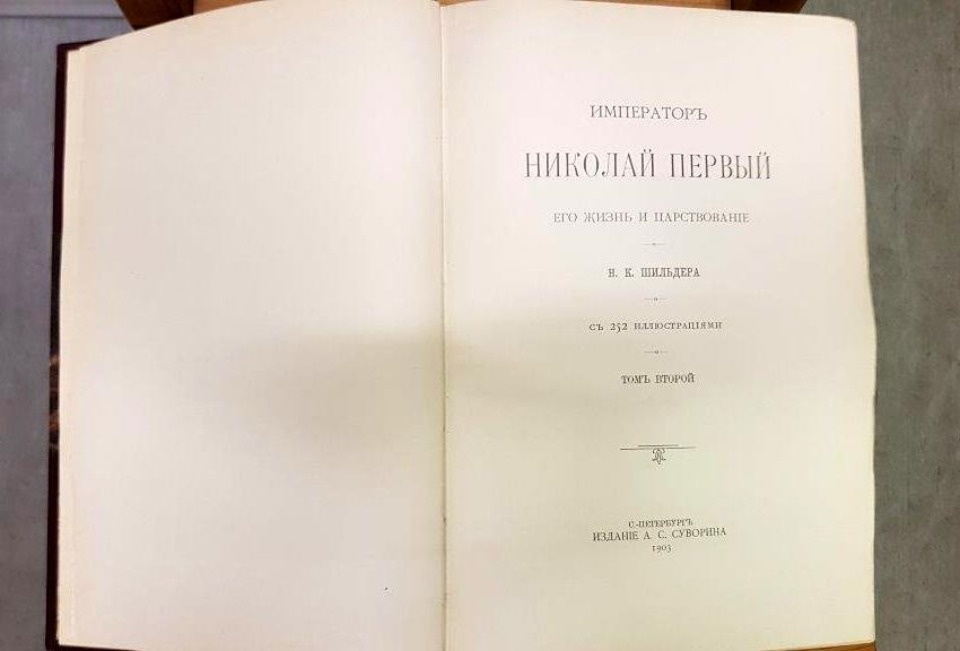 ИМПЕРАТОРЪ
НИКОЛАЙ ПЕРВЫЙ
ЕГО ЖИЗНЬ И ЦАРСТВОВАНІЕ
Н. К. ШИЛЬДЕРА
СЪ 252 ИЛЛЮСТРАЦІЯМИ
ТОМЪ ВТОРОЙ
С.-ПЕТЕРБУРГЪ
ИЗДАНІЕ А. С. СУВОРИНА
1903